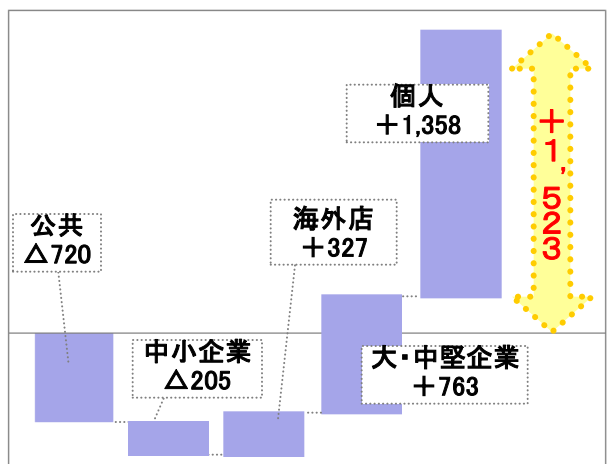 個人
＋1,358
＋1,523
公共
△720
海外店
＋327
中小企業
△205
大・中堅企業
＋763